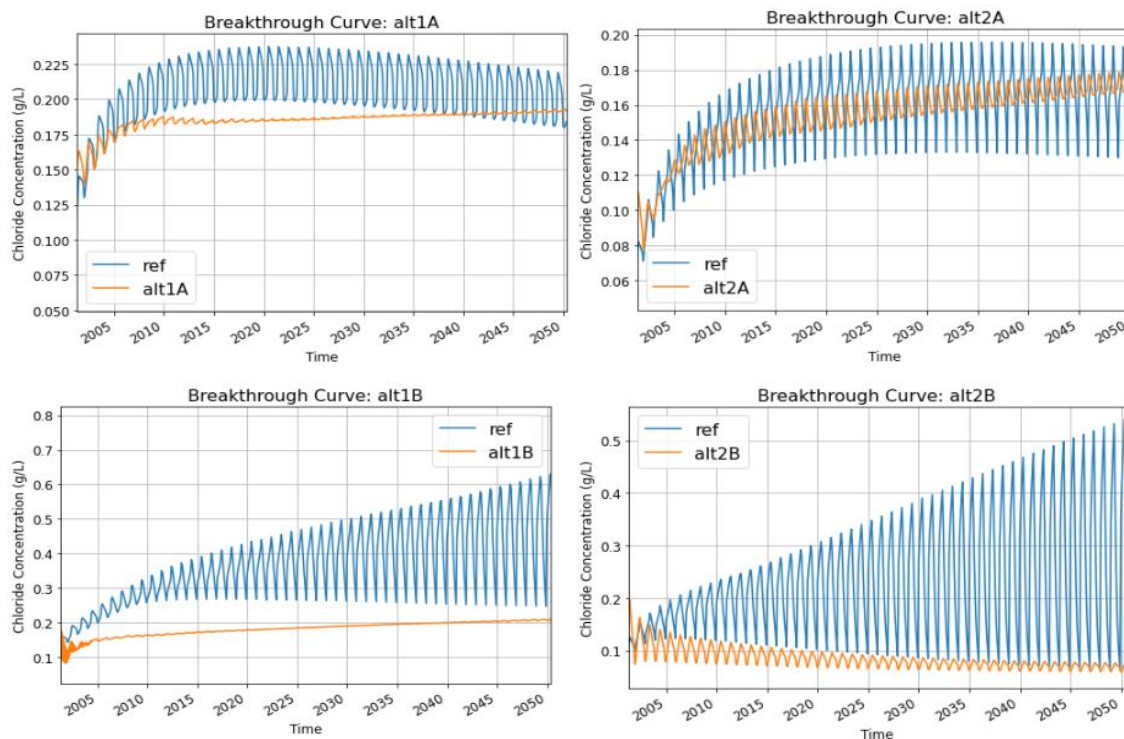 Breakthrough Curve: alt1A
Chloride Concentration (g/L)
0.225
0.200
0.175
0.150
0.125
0.100
0.075
0.050
ref
alt1A
2005 2010 2015 2020 2025 2030 2035 2040 2045 2050
Time
Breakthrough Curve: alt2A
Chloride Concentration (g/L)
0.20
0.18
0.16
0.14
0.12
0.10
0.08
0.06
ref
alt2A
2005 2010 2015 2020 2025 2030 2035 2040 2045 2050
Time
Breakthrough Curve: alt1B
Chloride Concentration (g/L)
0.8
0.7
0.6
0.5
0.4
0.3
0.2
0.1
ref
alt1B
2005 2010 2015 2020 2025 2030 2035 2040 2045 2050
Time
Breakthrough Curve: alt2B
Chloride Concentration (g/L)
0.5
0.4
0.3
0.2
0.1
ref
alt2B
2005 2010 2015 2020 2025 2030 2035 2040 2045 2050
Time